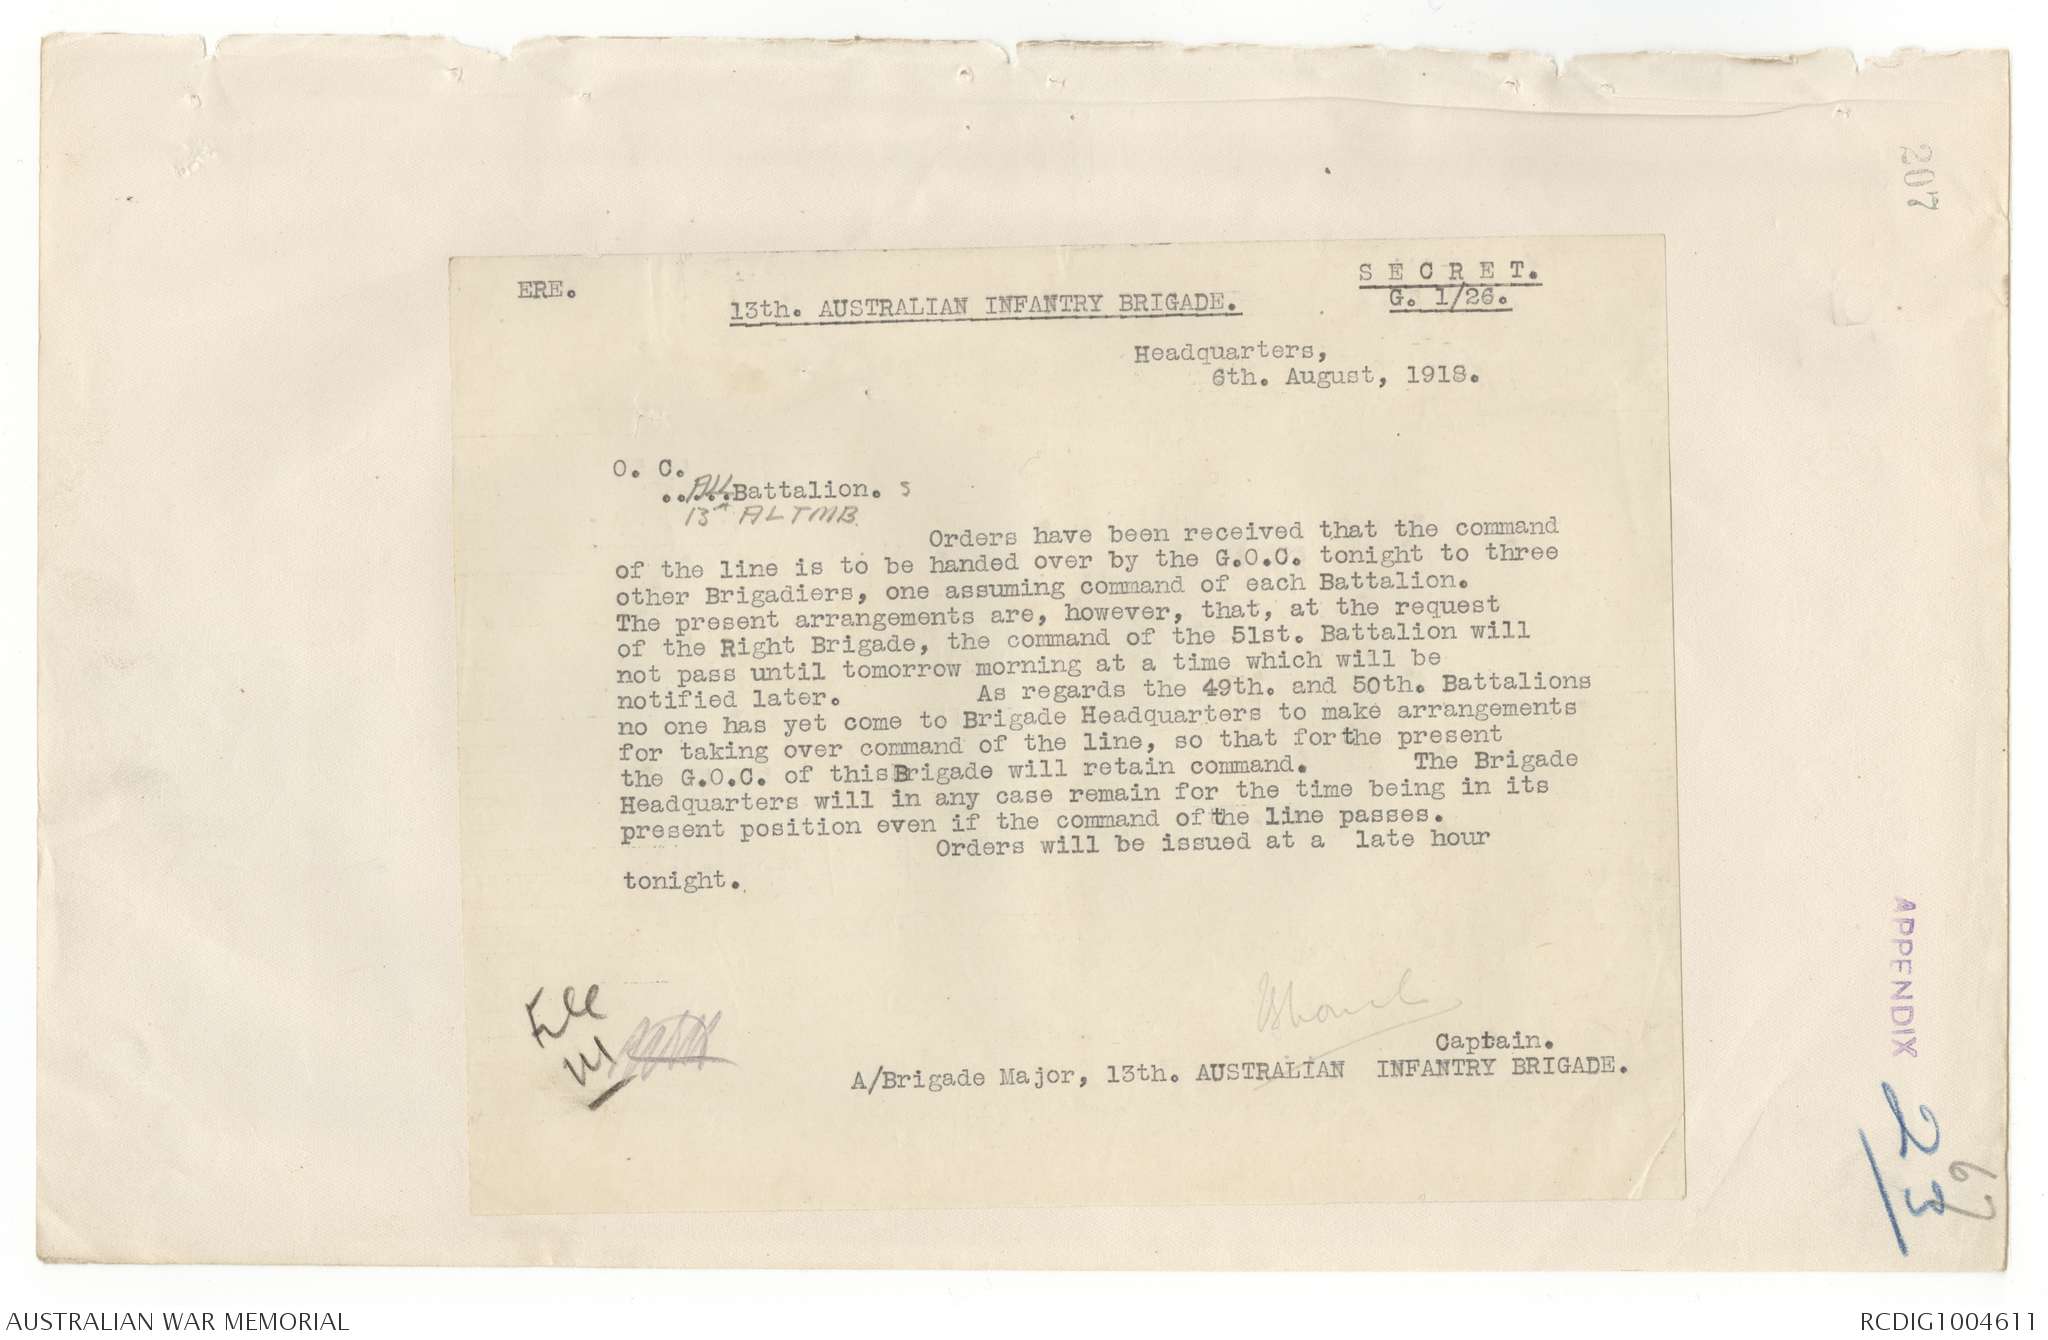 207
ERE.
SECRET.
G. 1/26.
13th. AUSTRALIAN INFANTRY BRIGADE.
Headquarters,
6th. August, 1918.
O. C.
.. All Battalion. s
13th ALTMB.
Orders have been received that the command
of the line is to be handed over by the G.O.C. tonight to three
other Brigadiers, one assuming command of each Battalion.
The present arrangements are, however, that, at the request
of the Right Brigade, the command of the 51st. Battalion will
not pass until tomorrow morning at a time which will be
notified later. As regards the 49th. and 50th. Battalions
no one has yet come to Brigade Headquarters to make arrangements
for taking over command of the line, so that for the present
the G.O.C. of this Brigade will retain command. The Brigade
Headquarters will in any case remain for the time being in its
present position even if the command of the line passes.
Orders will be issued at a late hour
tonight.
File
Captain.
A/Brigade Major, 13th. AUSTRALIAN INFANTRY BRIGADE.
APPENDIX
23
67
AUSTRALIAN WAR MEMORIAL
RCDIG1004611